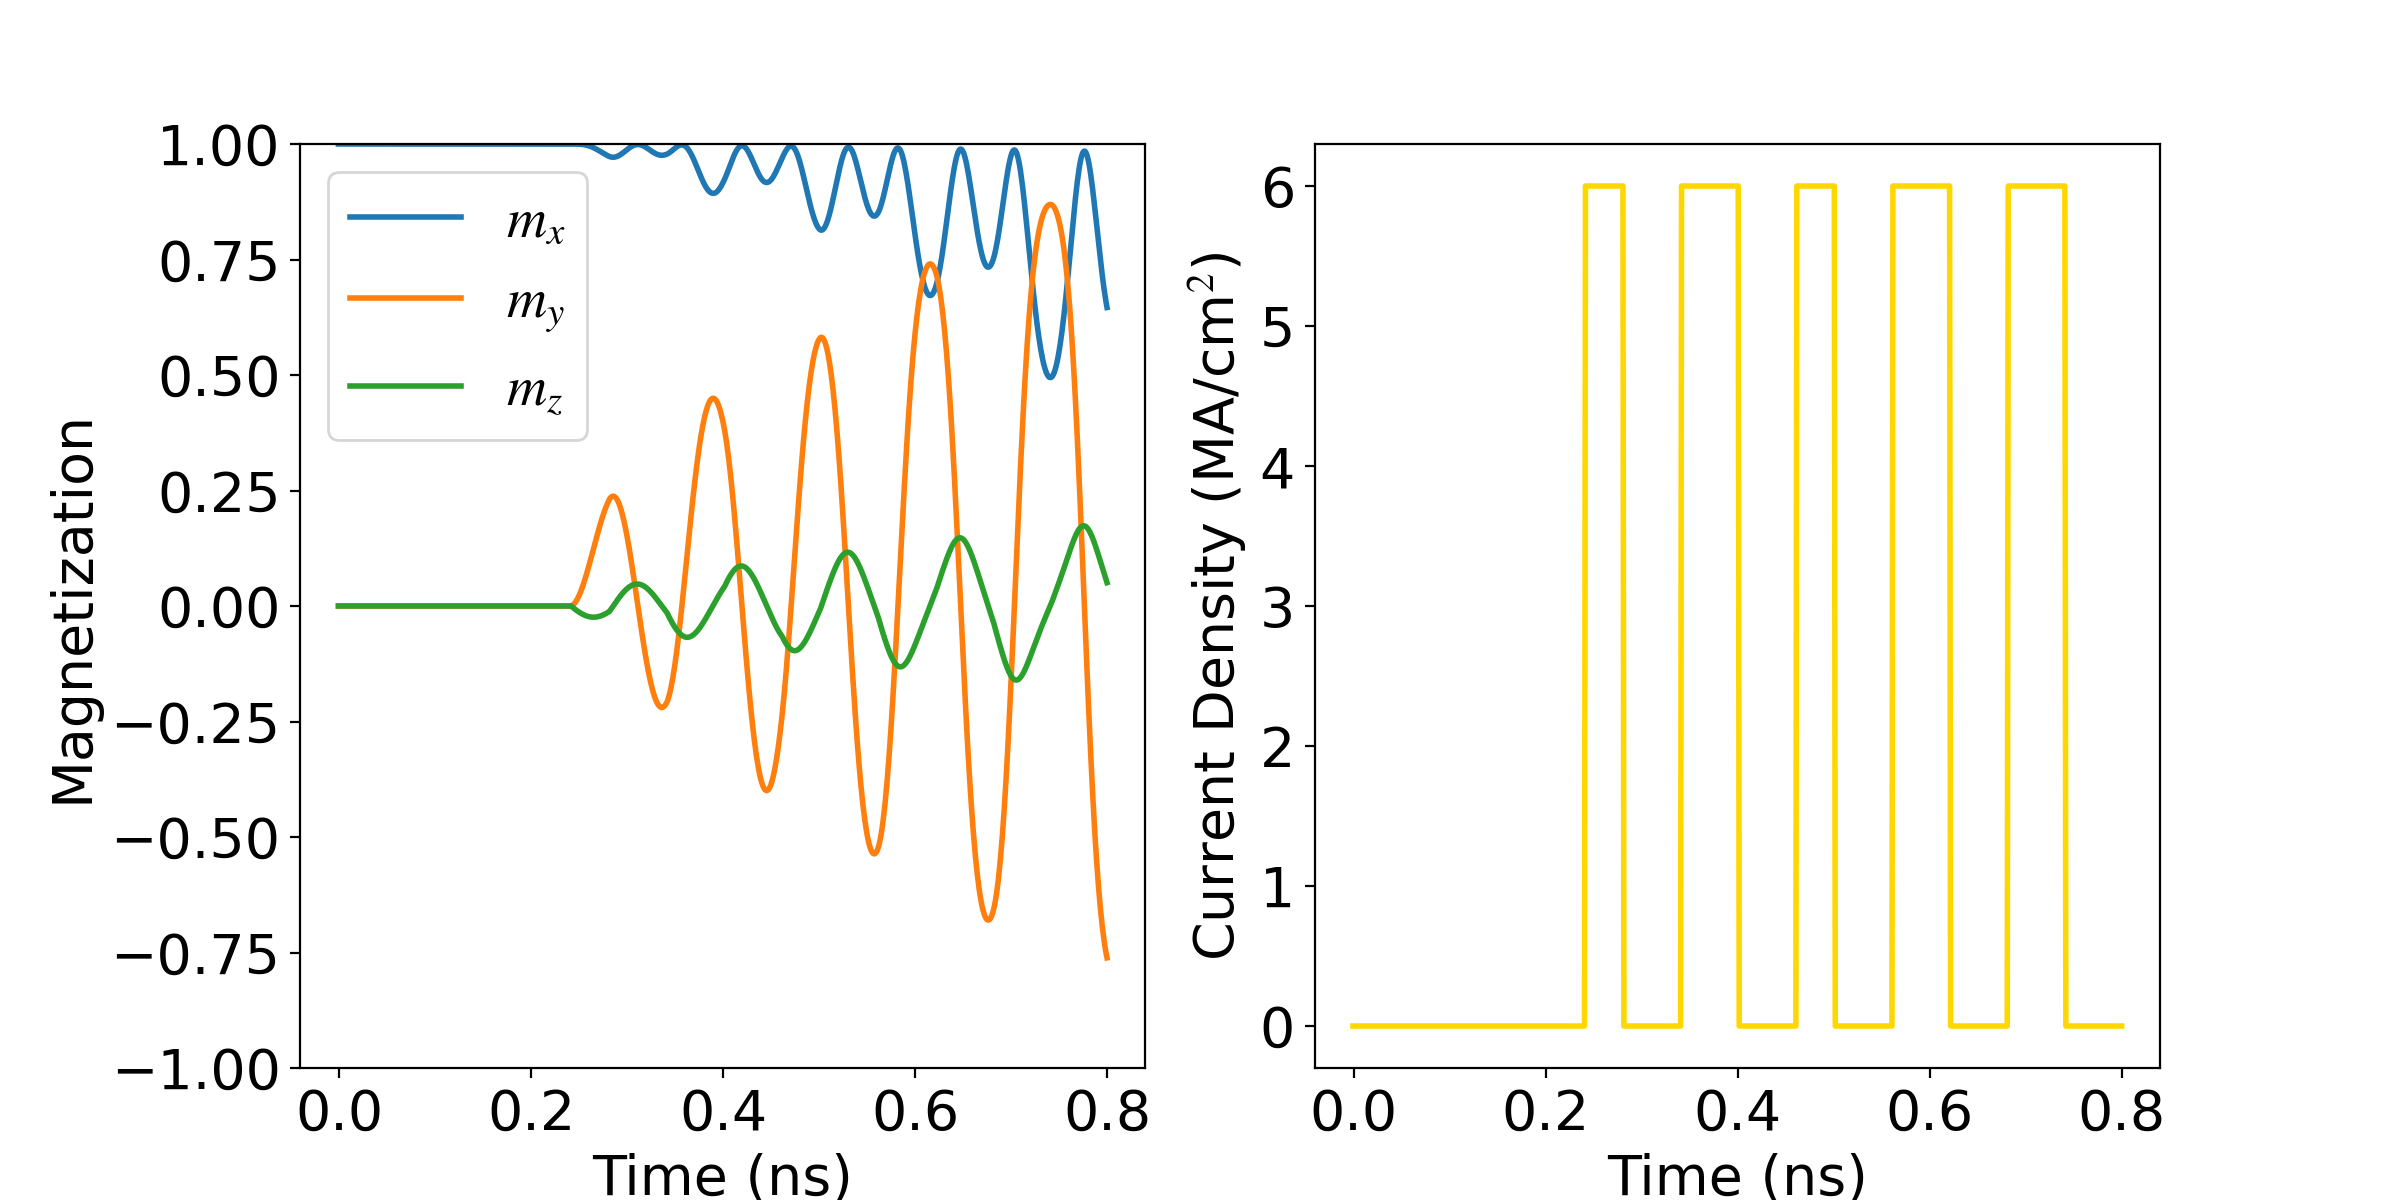 Magnetization
1.00
0.75
0.50
0.25
0.00
−0.25
−0.50
−0.75
−1.00
m_x
m_y
m_z
0.0 0.2 0.4 0.6 0.8
Time (ns)
Current Density (MA/cm²)
6
5
4
3
2
1
0
0.0 0.2 0.4 0.6 0.8
Time (ns)